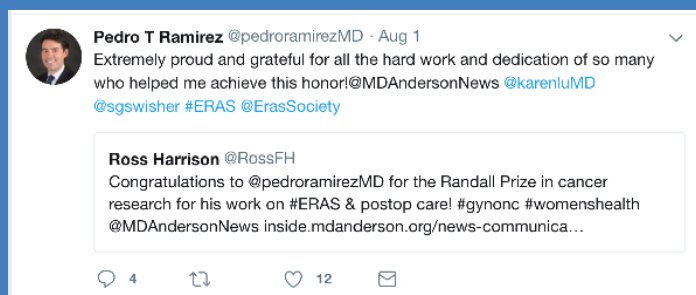 Pedro T Ramirez @pedroramirezMD · Aug 1
Extremely proud and grateful for all the hard work and dedication of so many
who helped me achieve this honor!@MDAndersonNews @karenluMD
@sgswisher #ERAS @ErasSociety
Ross Harrison @RossFH
Congratulations to @pedroramirezMD for the Randall Prize in cancer
research for his work on #ERAS & postop care! #gynonc #womenshealth
@MDAndersonNews inside.mdanderson.org/news-communica…
4 12